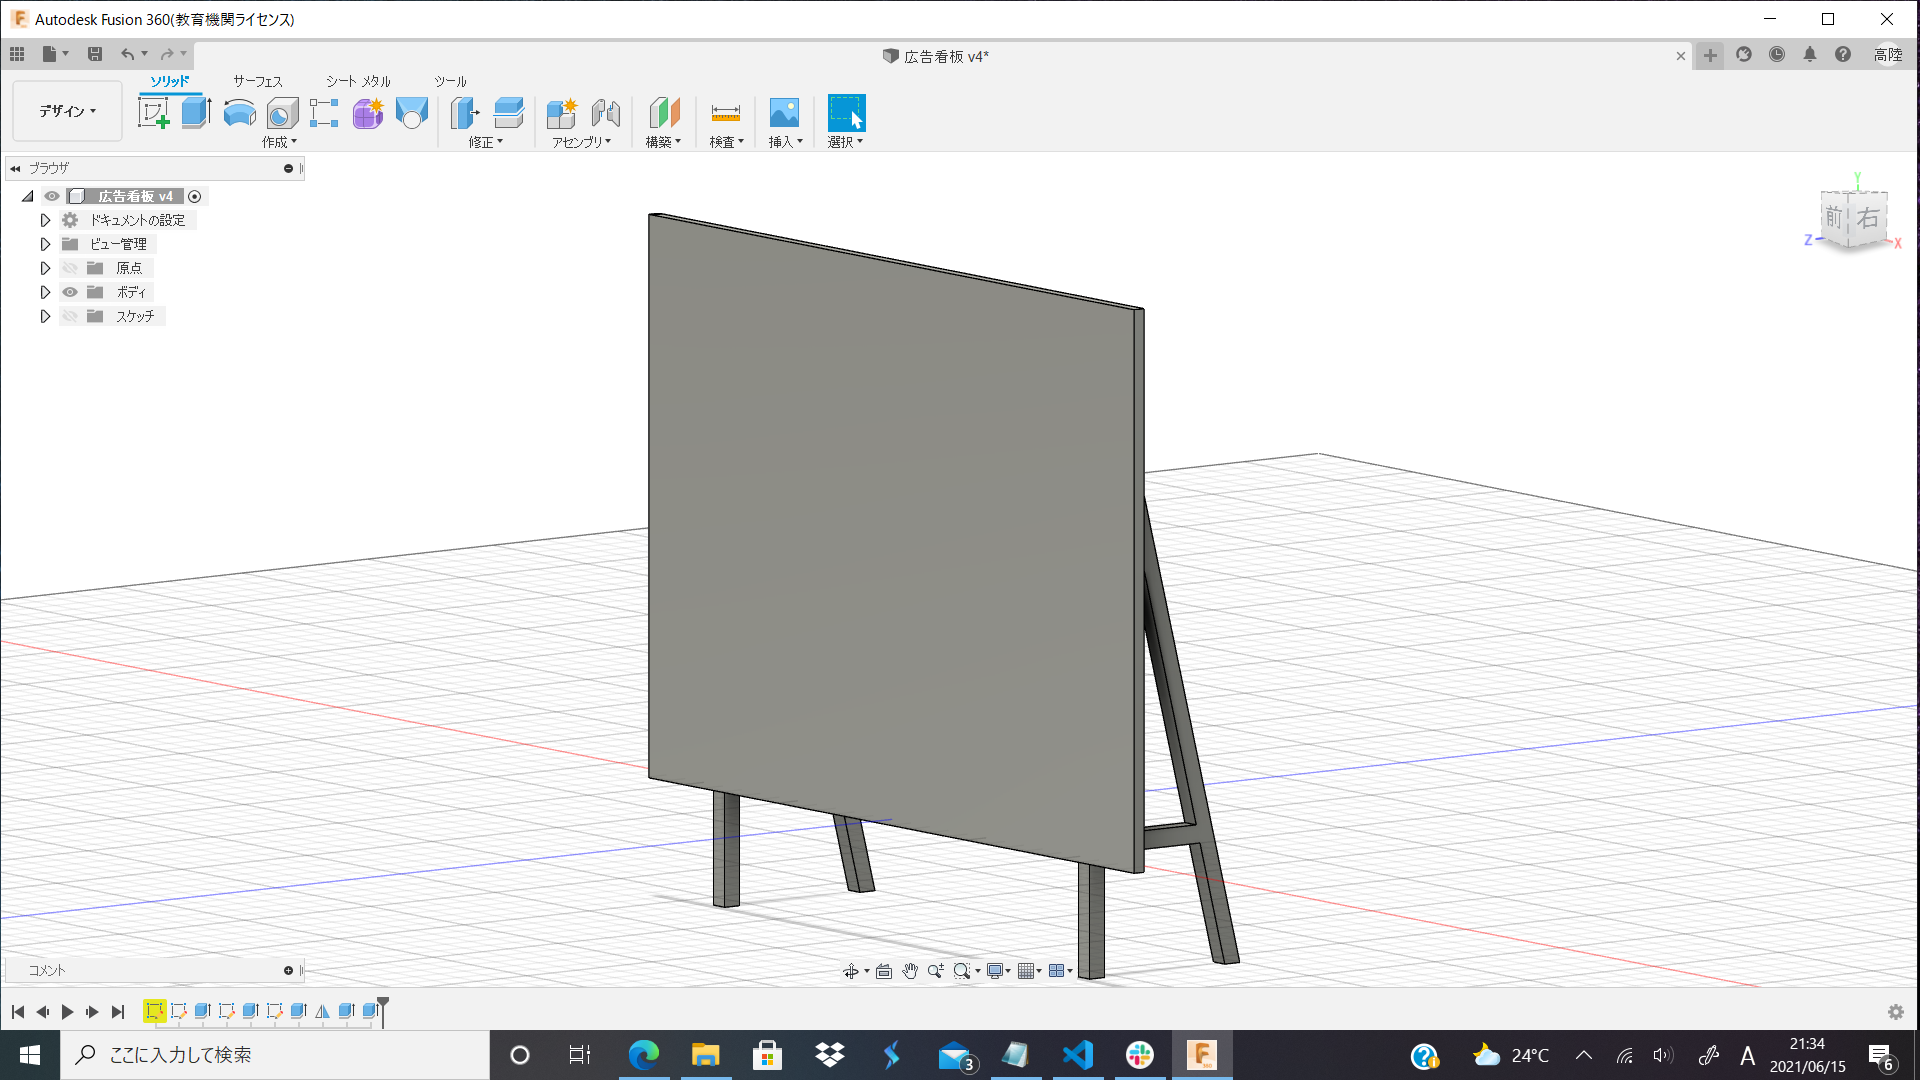 Autodesk Fusion 360(教育機関ライセンス)
広告看板 v4*
高陸
デザイン
ソリッド
サーフェス
シート メタル
ツール
作成
修正
アセンブリ
構築
検査
挿入
選択
ブラウザ
広告看板 v4
ドキュメントの設定
ビュー管理
原点
ボディ
スケッチ
Y
前
右
Z
X
コメント
ここに入力して検索
3
24°C
A
21:34
2021/06/15
6